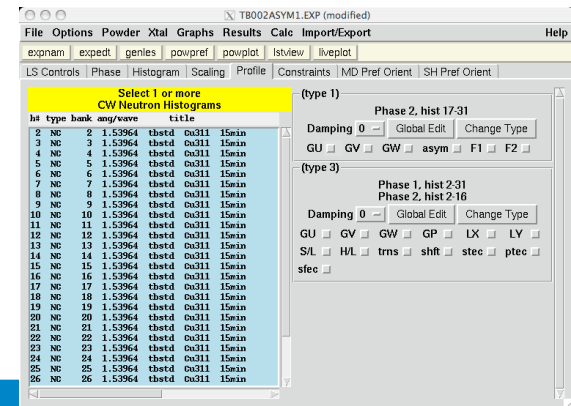 TB002ASYM1.EXP (modified)
File Options Powder Xtal Graphs Results Calc Import/Export Help
expnam expedt genles powpref powplot lstview liveplot
LS Controls Phase Histogram Scaling Profile Constraints MD Pref Orient SH Pref Orient
Select 1 or more
CW Neutron Histograms
h# type bank ang/wave title
2 NC 2 1.53964 tbstd Cu311 15min
3 NC 3 1.53964 tbstd Cu311 15min
4 NC 4 1.53964 tbstd Cu311 15min
5 NC 5 1.53964 tbstd Cu311 15min
6 NC 6 1.53964 tbstd Cu311 15min
7 NC 7 1.53964 tbstd Cu311 15min
8 NC 8 1.53964 tbstd Cu311 15min
9 NC 9 1.53964 tbstd Cu311 15min
10 NC 10 1.53964 tbstd Cu311 15min
11 NC 11 1.53964 tbstd Cu311 15min
12 NC 12 1.53964 tbstd Cu311 15min
13 NC 13 1.53964 tbstd Cu311 15min
14 NC 14 1.53964 tbstd Cu311 15min
15 NC 15 1.53964 tbstd Cu311 15min
16 NC 16 1.53964 tbstd Cu311 15min
17 NC 17 1.53964 tbstd Cu311 15min
18 NC 18 1.53964 tbstd Cu311 15min
19 NC 19 1.53964 tbstd Cu311 15min
20 NC 20 1.53964 tbstd Cu311 15min
21 NC 21 1.53964 tbstd Cu311 15min
22 NC 22 1.53964 tbstd Cu311 15min
23 NC 23 1.53964 tbstd Cu311 15min
24 NC 24 1.53964 tbstd Cu311 15min
25 NC 25 1.53964 tbstd Cu311 15min
26 NC 26 1.53964 tbstd Cu311 15min
(type 1)
Phase 2, hist 17-31
Damping 0 Global Edit Change Type
GU GV GW asym F1 F2
(type 3)
Phase 1, hist 2-31
Phase 2, hist 2-16
Damping 0 Global Edit Change Type
GU GV GW GP LX LY
S/L H/L trns shft stec ptec
sfec